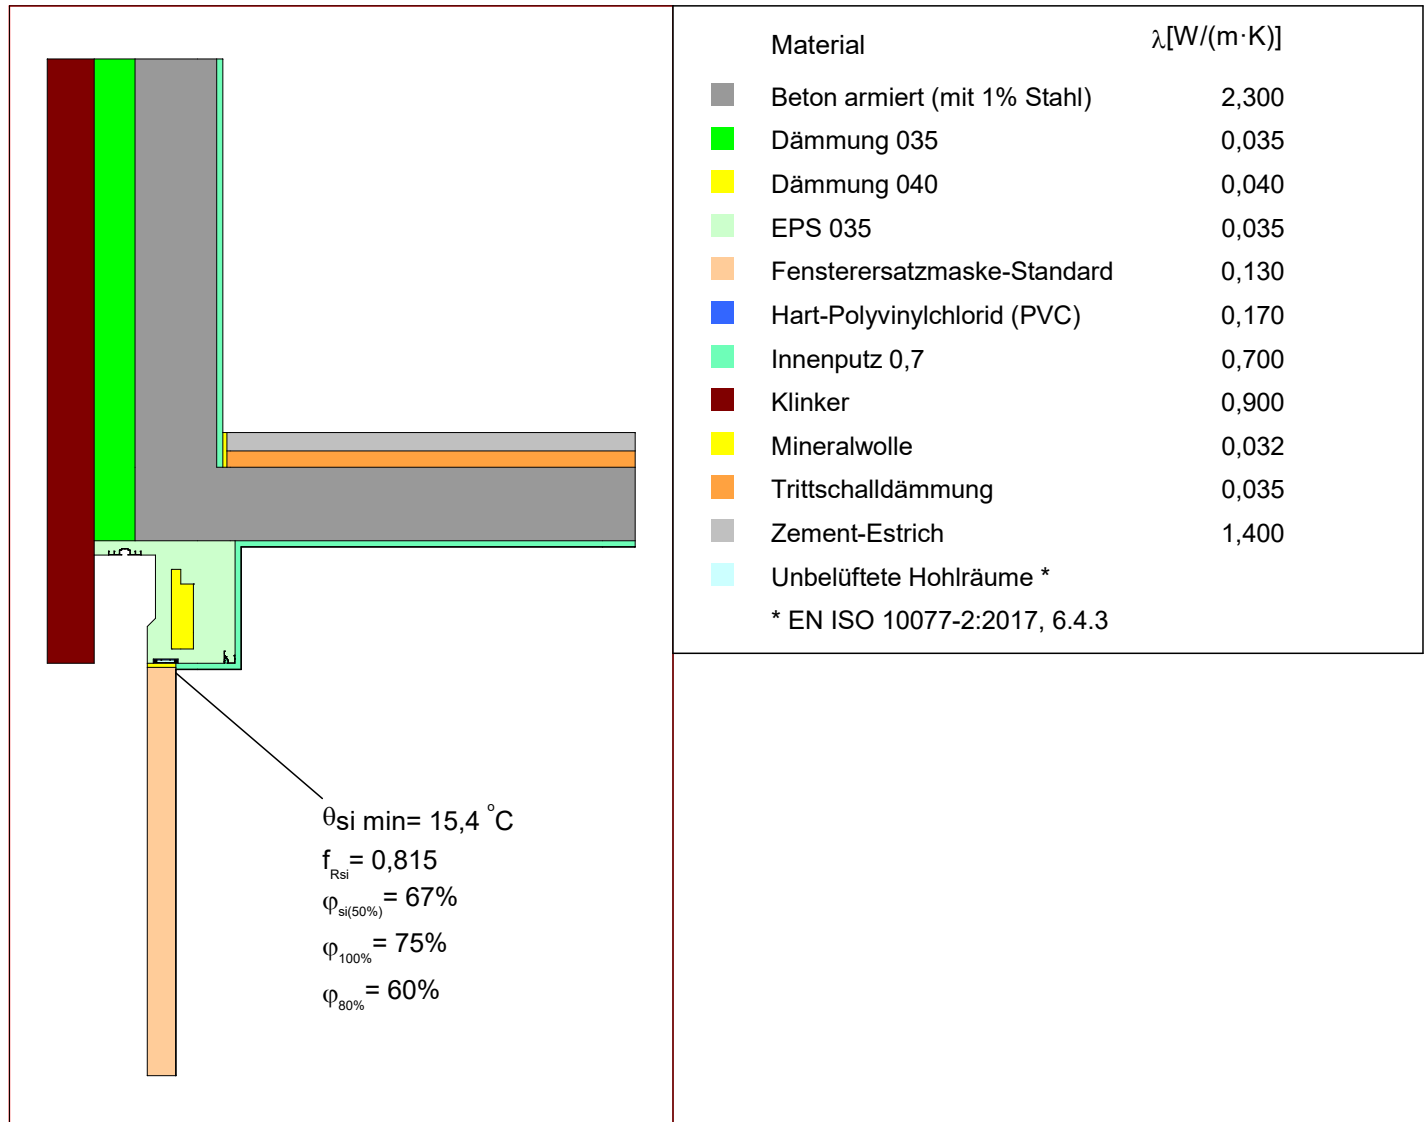 Material λ[W/(m·K)]
Beton armiert (mit 1% Stahl) 2,300
Dämmung 035 0,035
Dämmung 040 0,040
EPS 035 0,035
Fensterersatzmaske-Standard 0,130
Hart-Polyvinylchlorid (PVC) 0,170
Innenputz 0,7 0,700
Klinker 0,900
Mineralwolle 0,032
Trittschalldämmung 0,035
Zement-Estrich 1,400
Unbelüftete Hohlräume *
* EN ISO 10077-2:2017, 6.4.3
θsi min= 15,4 °C
fRsi= 0,815
φsi(50%)= 67%
φ100%= 75%
φ80%= 60%